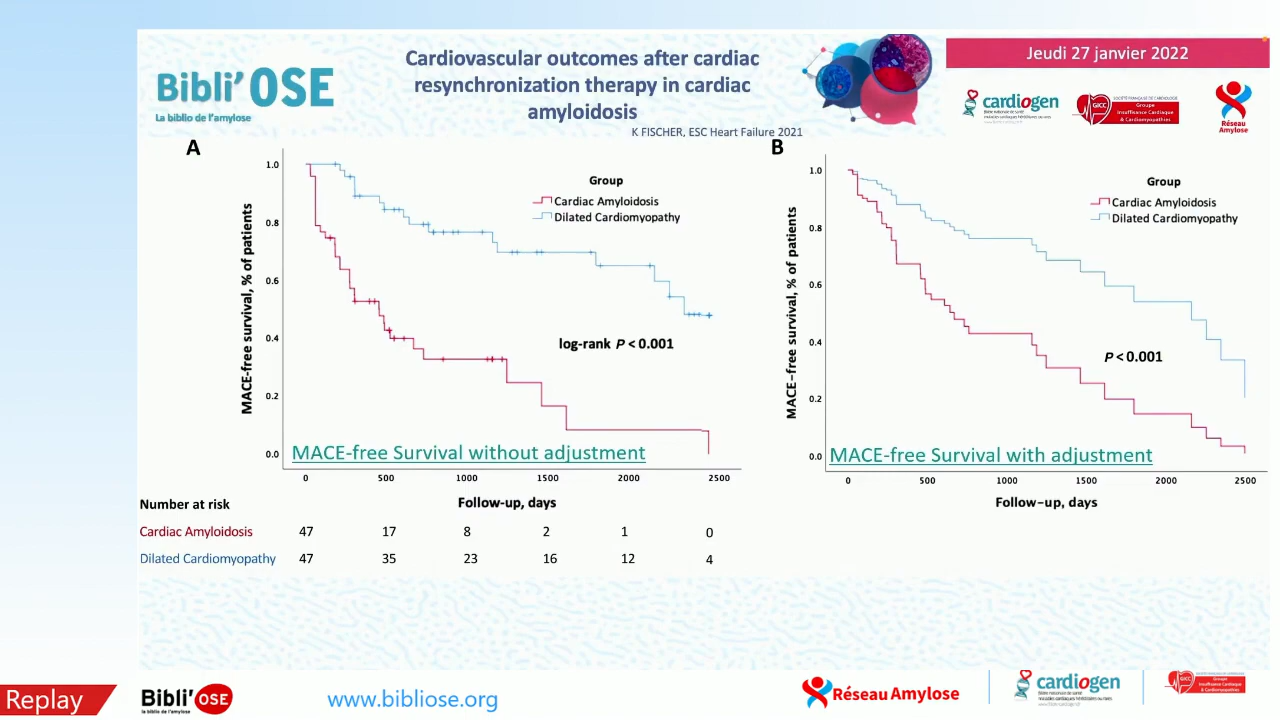 Bibli'OSE
La biblio de l'amylose
Cardiovascular outcomes after cardiac
resynchronization therapy in cardiac
amyloidosis
K FISCHER, ESC Heart Failure 2021
Jeudi 27 janvier 2022
cardiogen
GICC
Groupe
Insuffisance Cardiaque
& Cardiomyopathies
Réseau
Amylose
A
MACE-free survival, % of patients
1.0
0.8
0.6
0.4
0.2
0.0
Group
Cardiac Amyloidosis
Dilated Cardiomyopathy
log-rank P < 0.001
MACE-free Survival without adjustment
0 500 1000 1500 2000 2500
Follow-up, days
Number at risk
Cardiac Amyloidosis 47 17 8 2 1 0
Dilated Cardiomyopathy 47 35 23 16 12 4
B
MACE-free survival, % of patients
1.0
0.8
0.6
0.4
0.2
0.0
Group
Cardiac Amyloidosis
Dilated Cardiomyopathy
P < 0.001
MACE-free Survival with adjustment
0 500 1000 1500 2000 2500
Follow-up, days
Replay
Bibli'OSE
la biblio de l'amylose
www.bibliose.org
Réseau Amylose
cardiogen